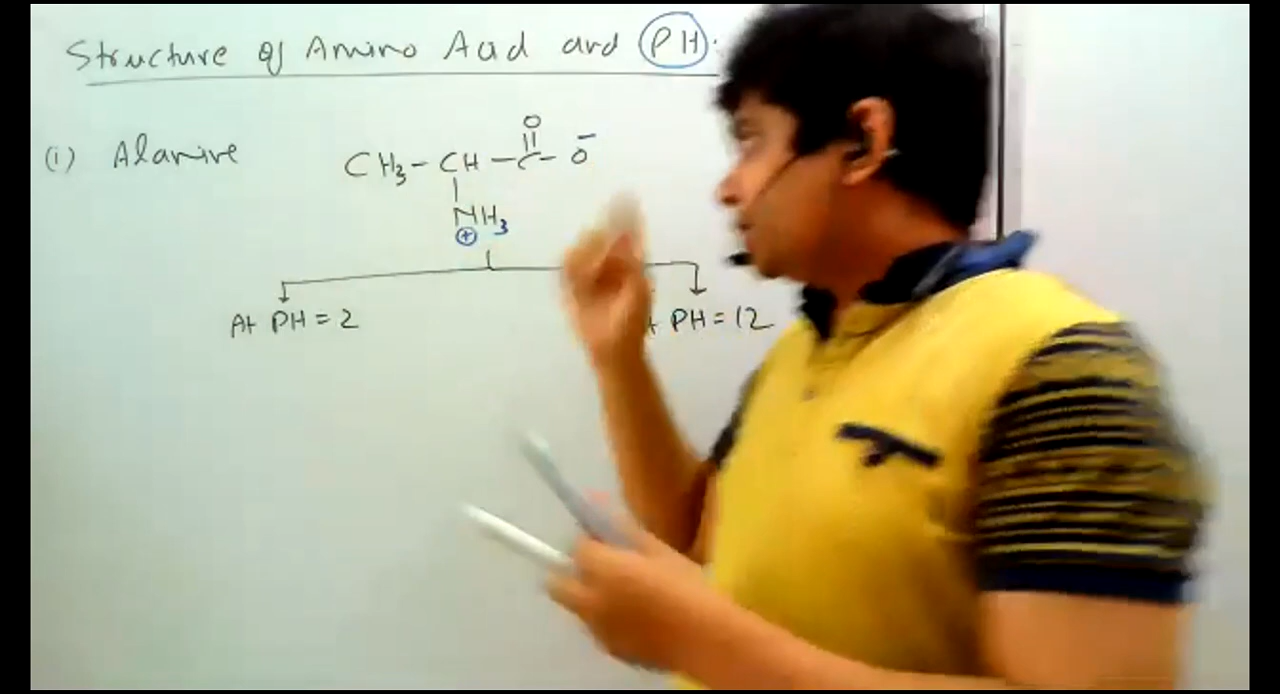 Structure of Amino Acid and PH.
(i) Alanine
O
||
CH3 - CH - C - O⁻
|
NH3
⊕
At PH = 2
PH = 12